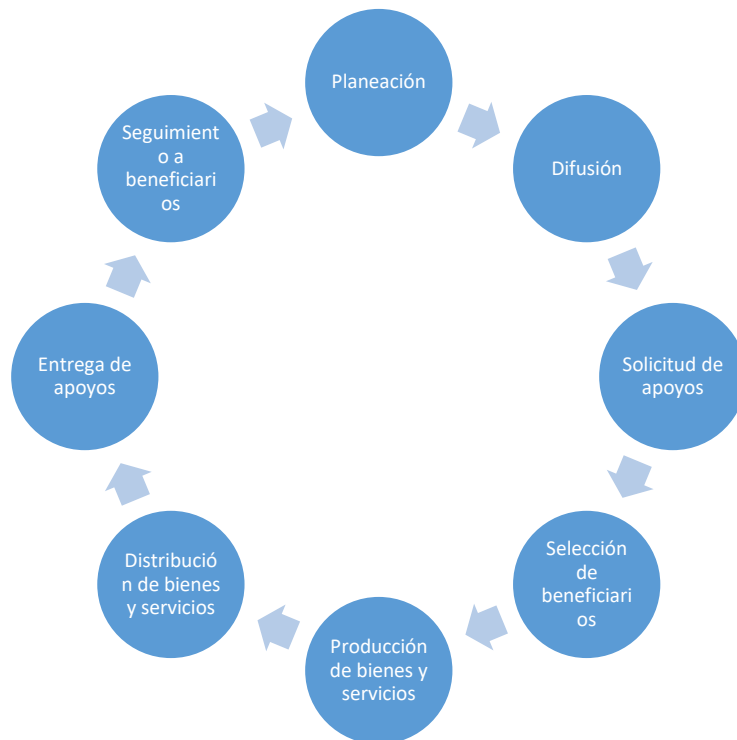 Planeación
Difusión
Solicitud de
apoyos
Selección
de
beneficiari
os
Producción
de bienes y
servicios
Distribució
n de bienes
y servicios
Entrega de
apoyos
Seguimient
o a
beneficiari
os